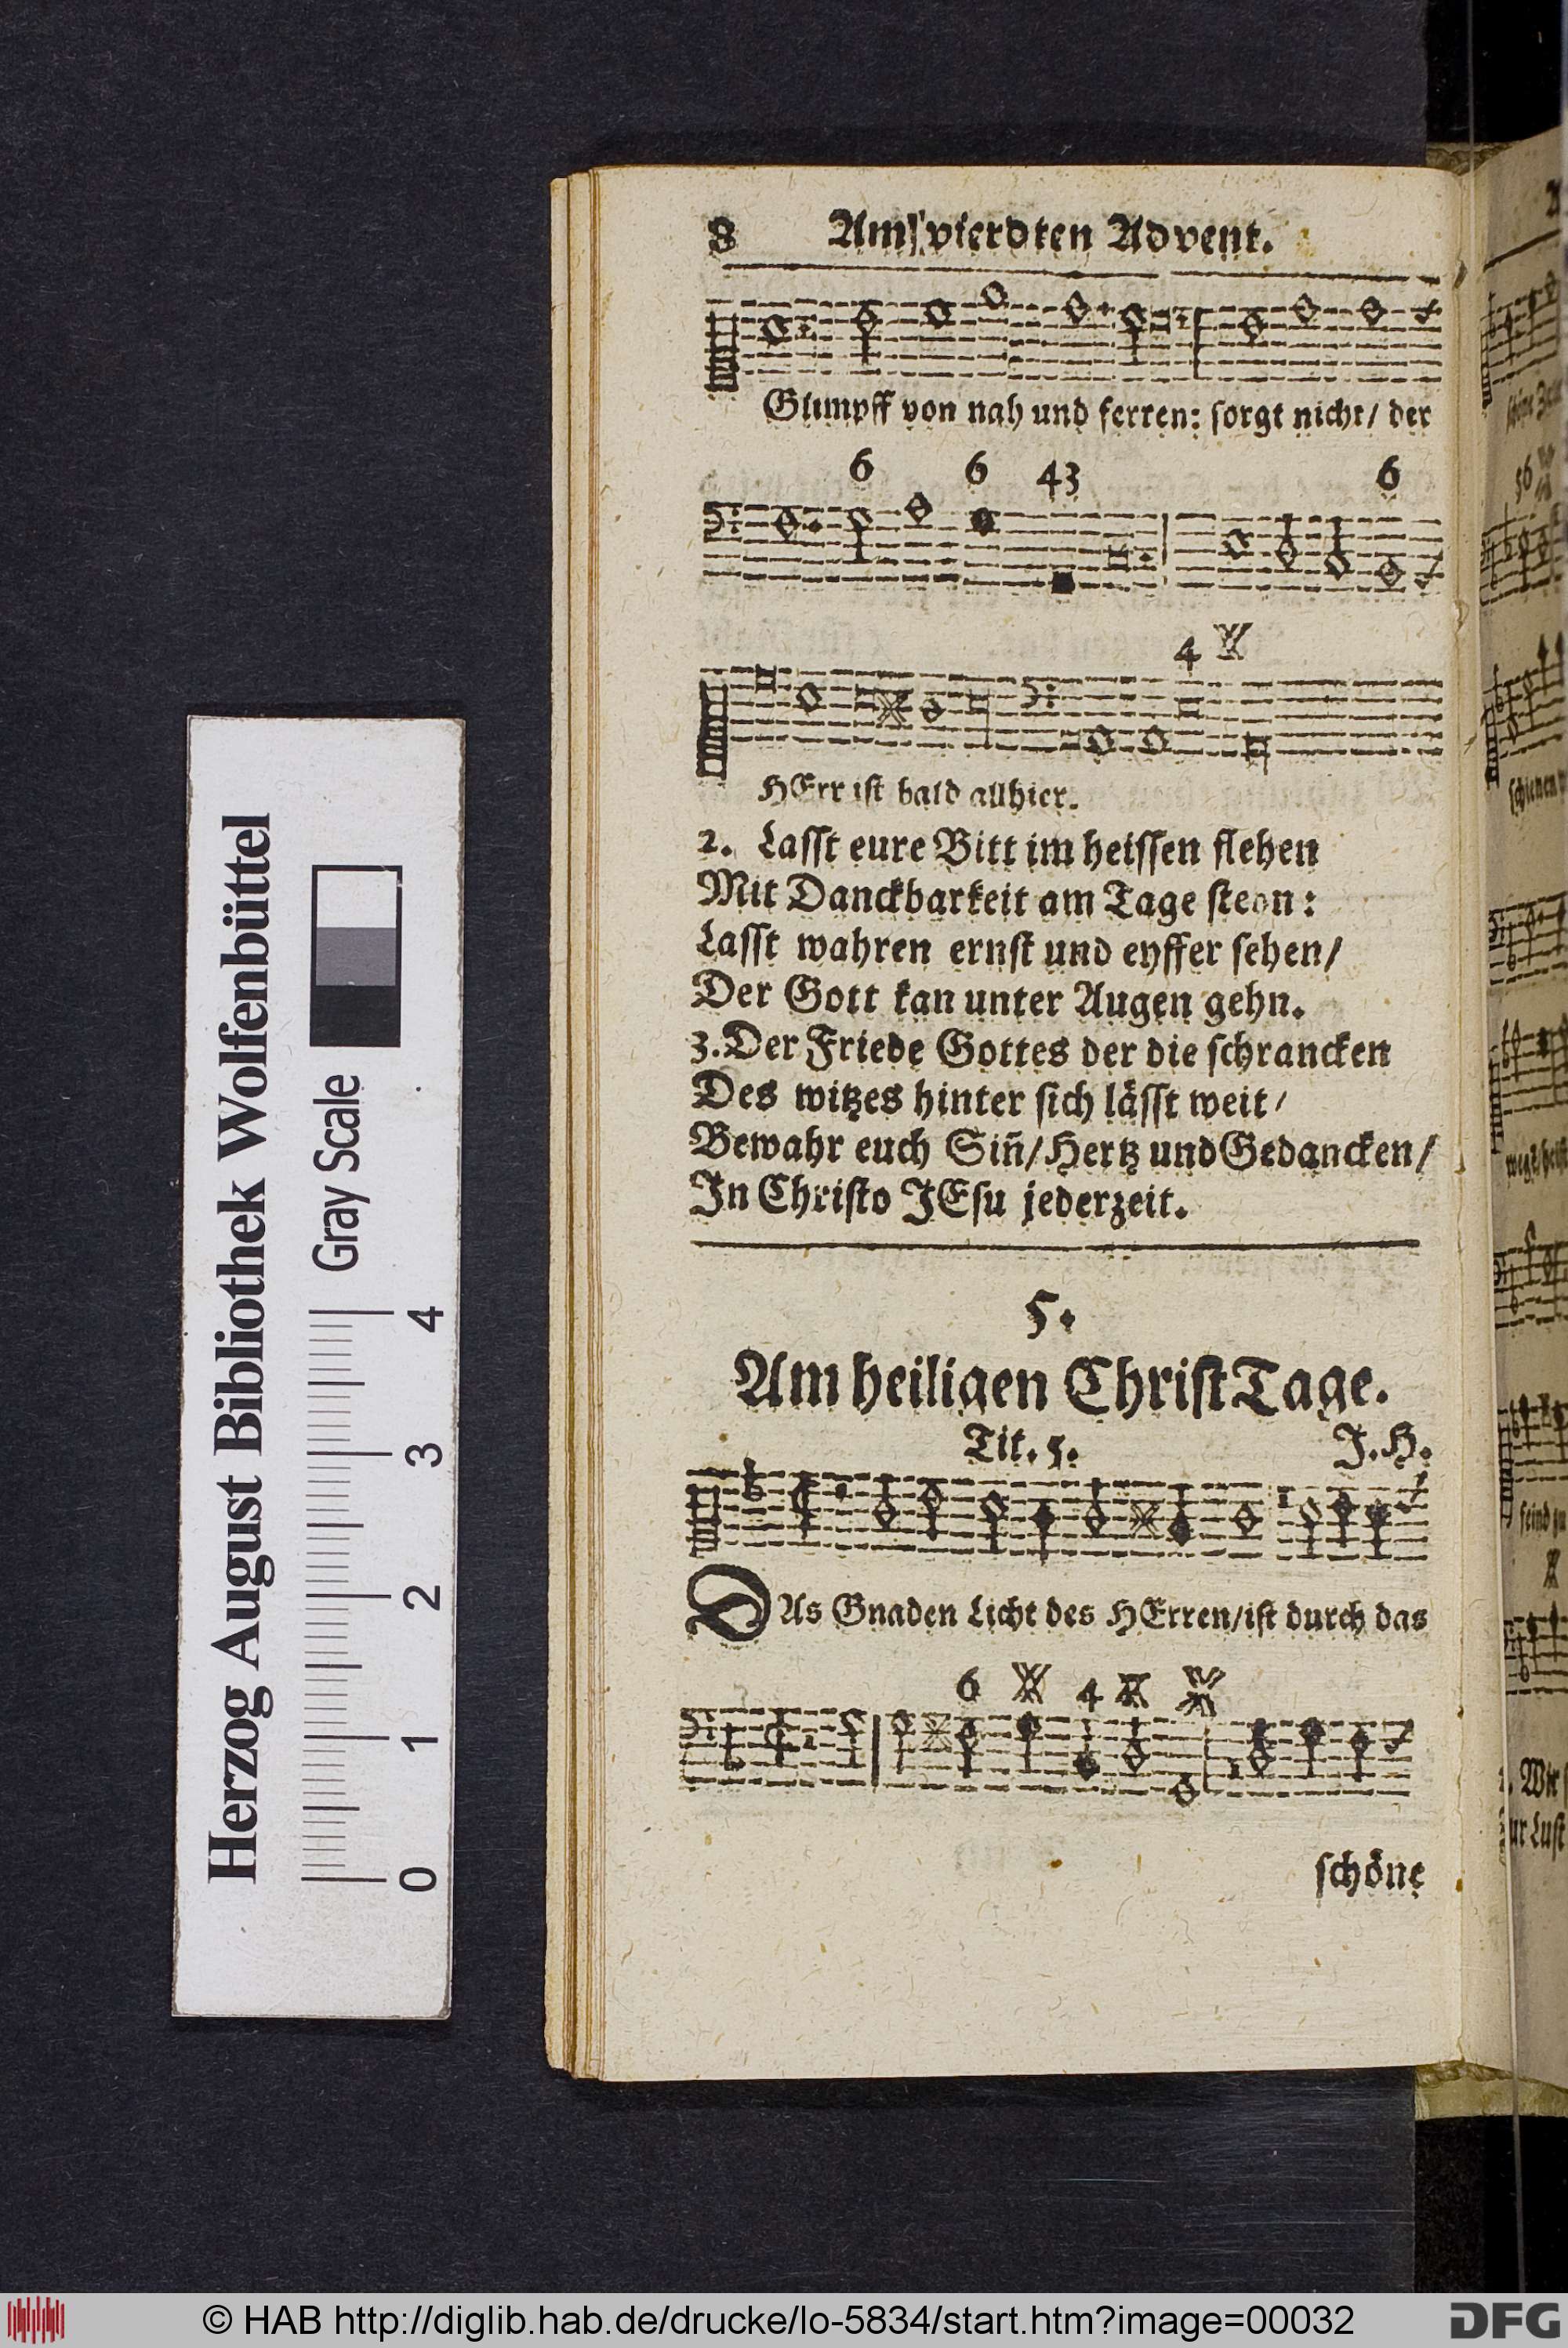 8 Am vierdten Advent.
Glimpff von nah und ferren: sorgt nicht/ der
6 6 43 6
4
HErr ist bald allhier.
2. Lasst eure Bitt im heissen flehen
Mit Danckbarkeit am Tage stehn:
Lasst wahren ernst und eyffer sehen/
Der Gott kan unter Augen gehn.
3. Der Friede Gottes der die schrancken
Des witzes hinter sich lässt weit/
Bewahr euch Siñ/ Hertz und Gedancken/
In Christo JEsu jederzeit.
5.
Am heiligen Christ Tage.
Tit. 5. J. H.
DAs Gnaden Licht des HErren/ ist durch das
6 4
schöne
Herzog August Bibliothek Wolfenbüttel
Gray Scale
0 1 2 3 4
© HAB http://diglib.hab.de/drucke/lo-5834/start.htm?image=00032
DFG